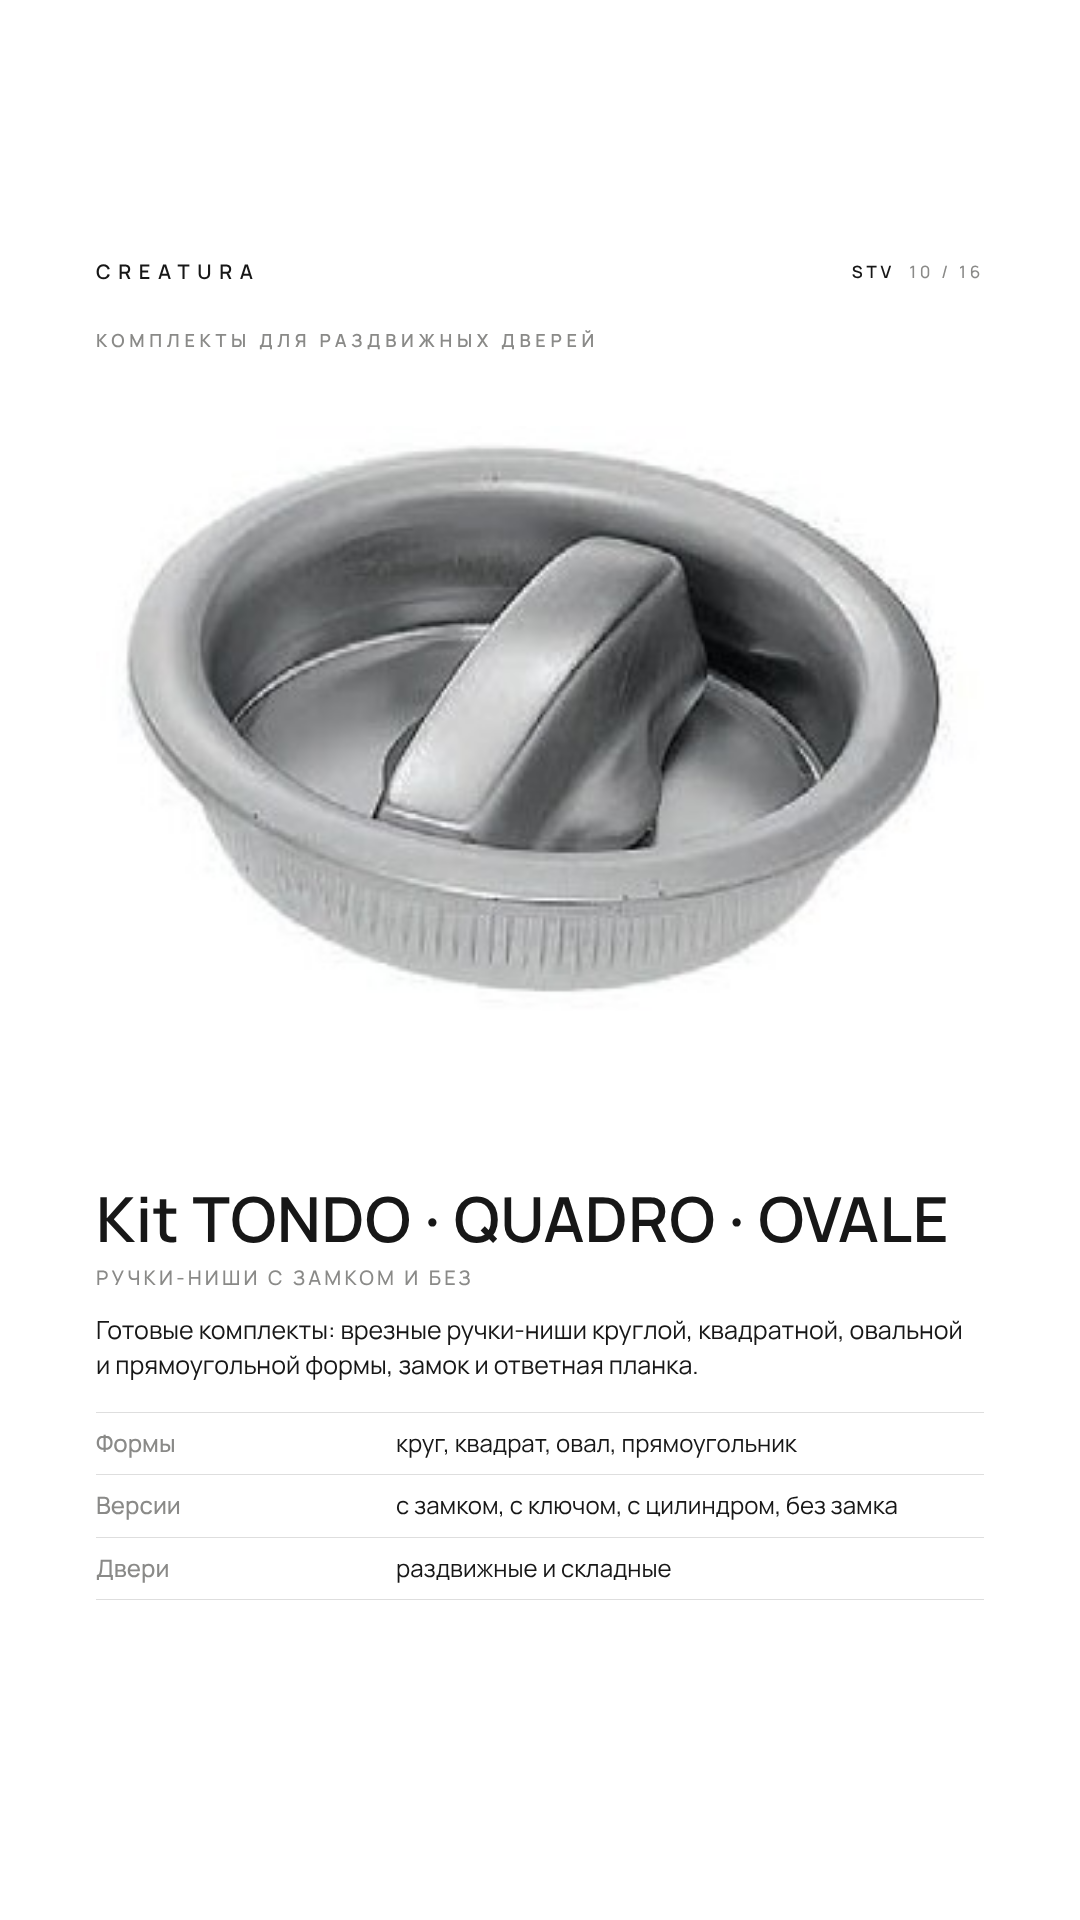 CREATURA
STV 10 / 16
КОМПЛЕКТЫ ДЛЯ РАЗДВИЖНЫХ ДВЕРЕЙ
Kit TONDO · QUADRO · OVALE
РУЧКИ-НИШИ С ЗАМКОМ И БЕЗ
Готовые комплекты: врезные ручки-ниши круглой, квадратной, овальной
и прямоугольной формы, замок и ответная планка.
Формы круг, квадрат, овал, прямоугольник
Версии с замком, с ключом, с цилиндром, без замка
Двери раздвижные и складные